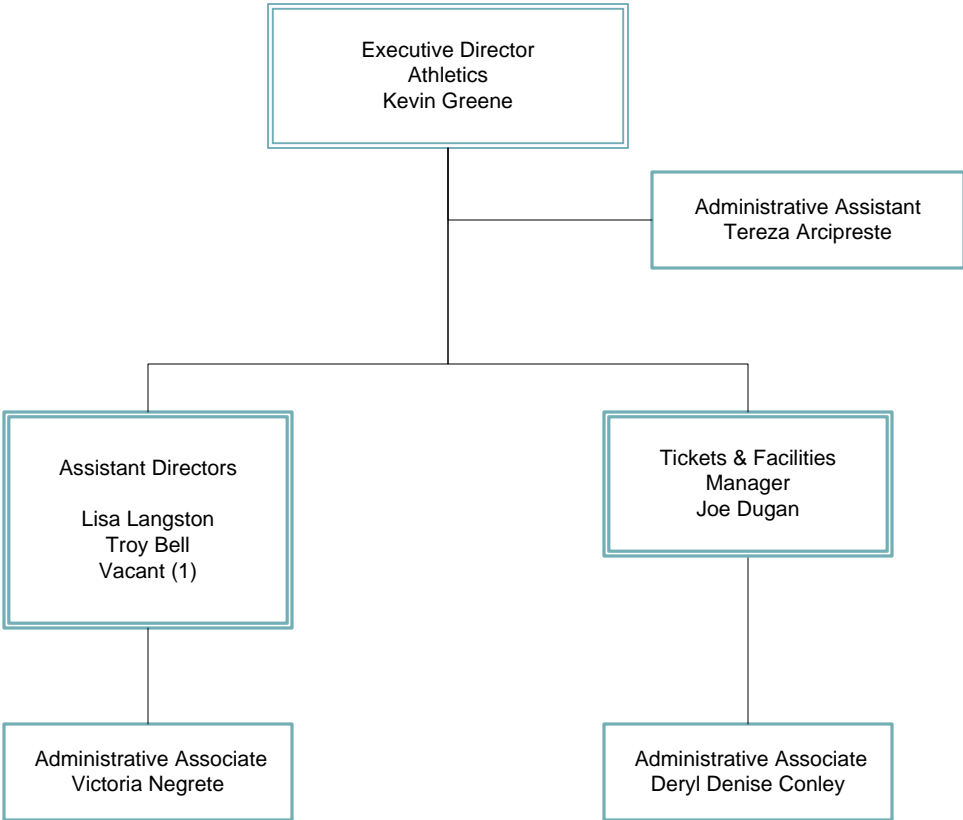 Executive Director
Athletics
Kevin Greene
Administrative Assistant
Tereza Arcipreste
Assistant Directors
Lisa Langston
Troy Bell
Vacant (1)
Tickets & Facilities
Manager
Joe Dugan
Administrative Associate
Victoria Negrete
Administrative Associate
Deryl Denise Conley